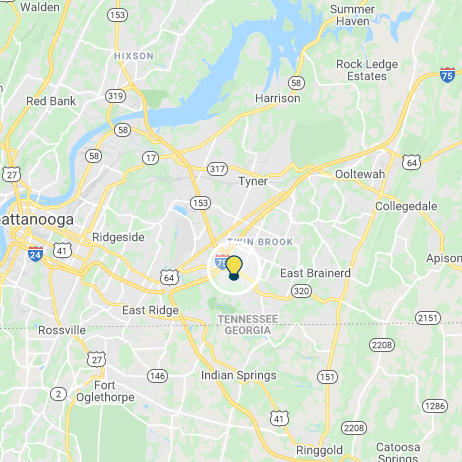 Walden
153
Summer
Haven
HIXSON
Rock Ledge
Estates
75
58
Red Bank
319
Harrison
58
27
58
17
317
64
Tyner
Ooltewah
153
Collegedale
hattanooga
Ridgeside
TWIN BROOK
41
24
75
64
East Brainerd
Apison
320
East Ridge
TENNESSEE
GEORGIA
2151
Rossville
2208
27
146
Indian Springs
151
Fort
Oglethorpe
2
1286
41
2208
Ringgold
Catoosa
Springs